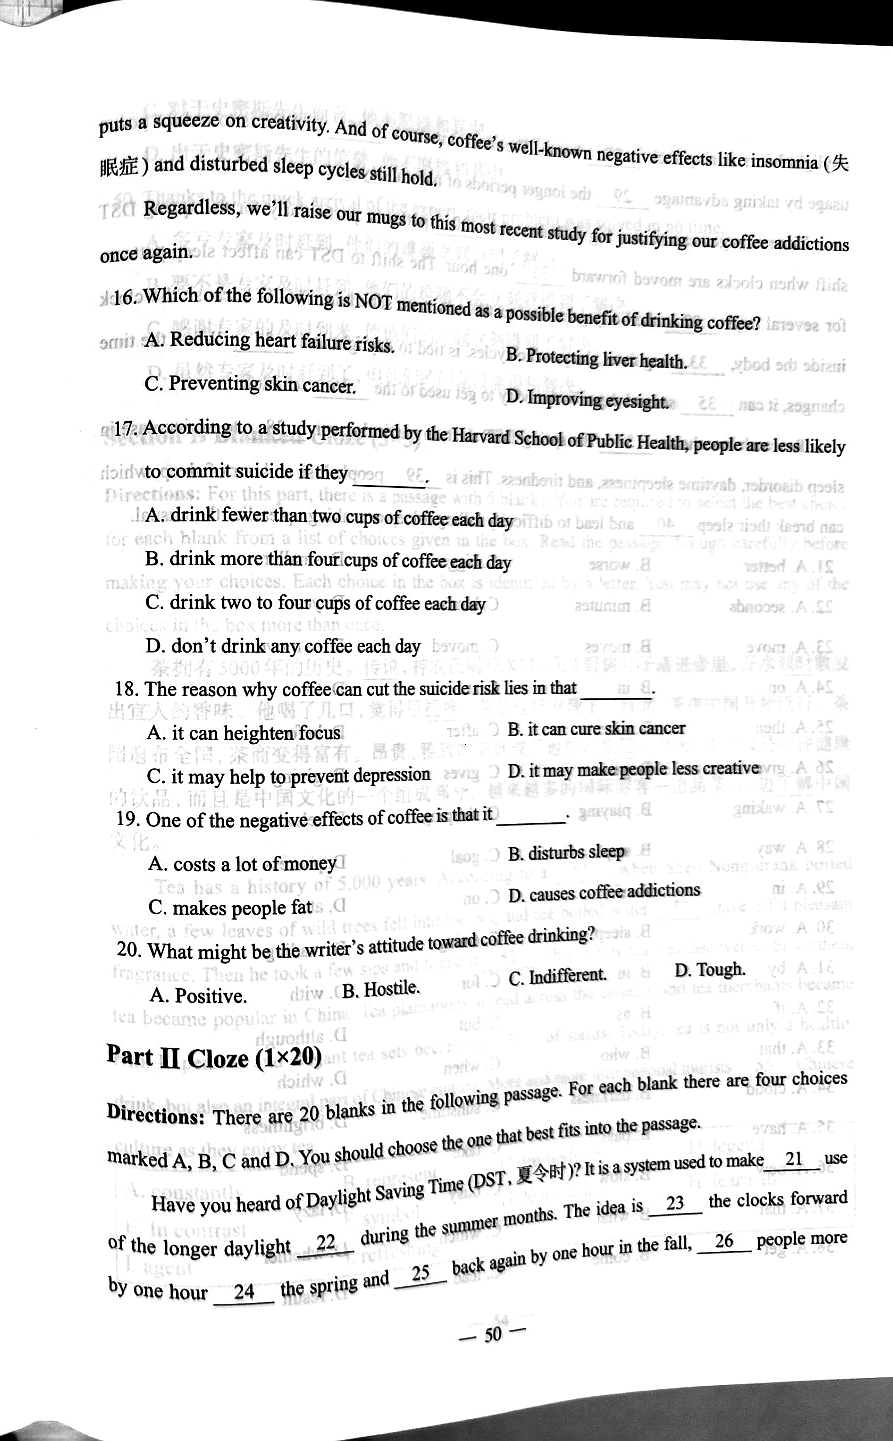 puts a squeeze on creativity. And of course, coffee's well-known negative effects like insomnia (失
眠症) and disturbed sleep cycles still hold.
Regardless, we'll raise our mugs to this most recent study for justifying our coffee addictions
once again.
16. Which of the following is NOT mentioned as a possible benefit of drinking coffee?
A. Reducing heart failure risks. B. Protecting liver health.
C. Preventing skin cancer. D. Improving eyesight.
17. According to a study performed by the Harvard School of Public Health, people are less likely
to commit suicide if they ________.
A. drink fewer than two cups of coffee each day
B. drink more than four cups of coffee each day
C. drink two to four cups of coffee each day
D. don't drink any coffee each day
18. The reason why coffee can cut the suicide risk lies in that ________.
A. it can heighten focus B. it can cure skin cancer
C. it may help to prevent depression D. it may make people less creative
19. One of the negative effects of coffee is that it ________.
A. costs a lot of money B. disturbs sleep
C. makes people fat D. causes coffee addictions
20. What might be the writer's attitude toward coffee drinking?
A. Positive. B. Hostile. C. Indifferent. D. Tough.
Part Ⅱ Cloze (1×20)
Directions: There are 20 blanks in the following passage. For each blank there are four choices
marked A, B, C and D. You should choose the one that best fits into the passage.
Have you heard of Daylight Saving Time (DST, 夏令时)? It is a system used to make 21 use
of the longer daylight 22 during the summer months. The idea is 23 the clocks forward
by one hour 24 the spring and 25 back again by one hour in the fall, 26 people more
— 50 —